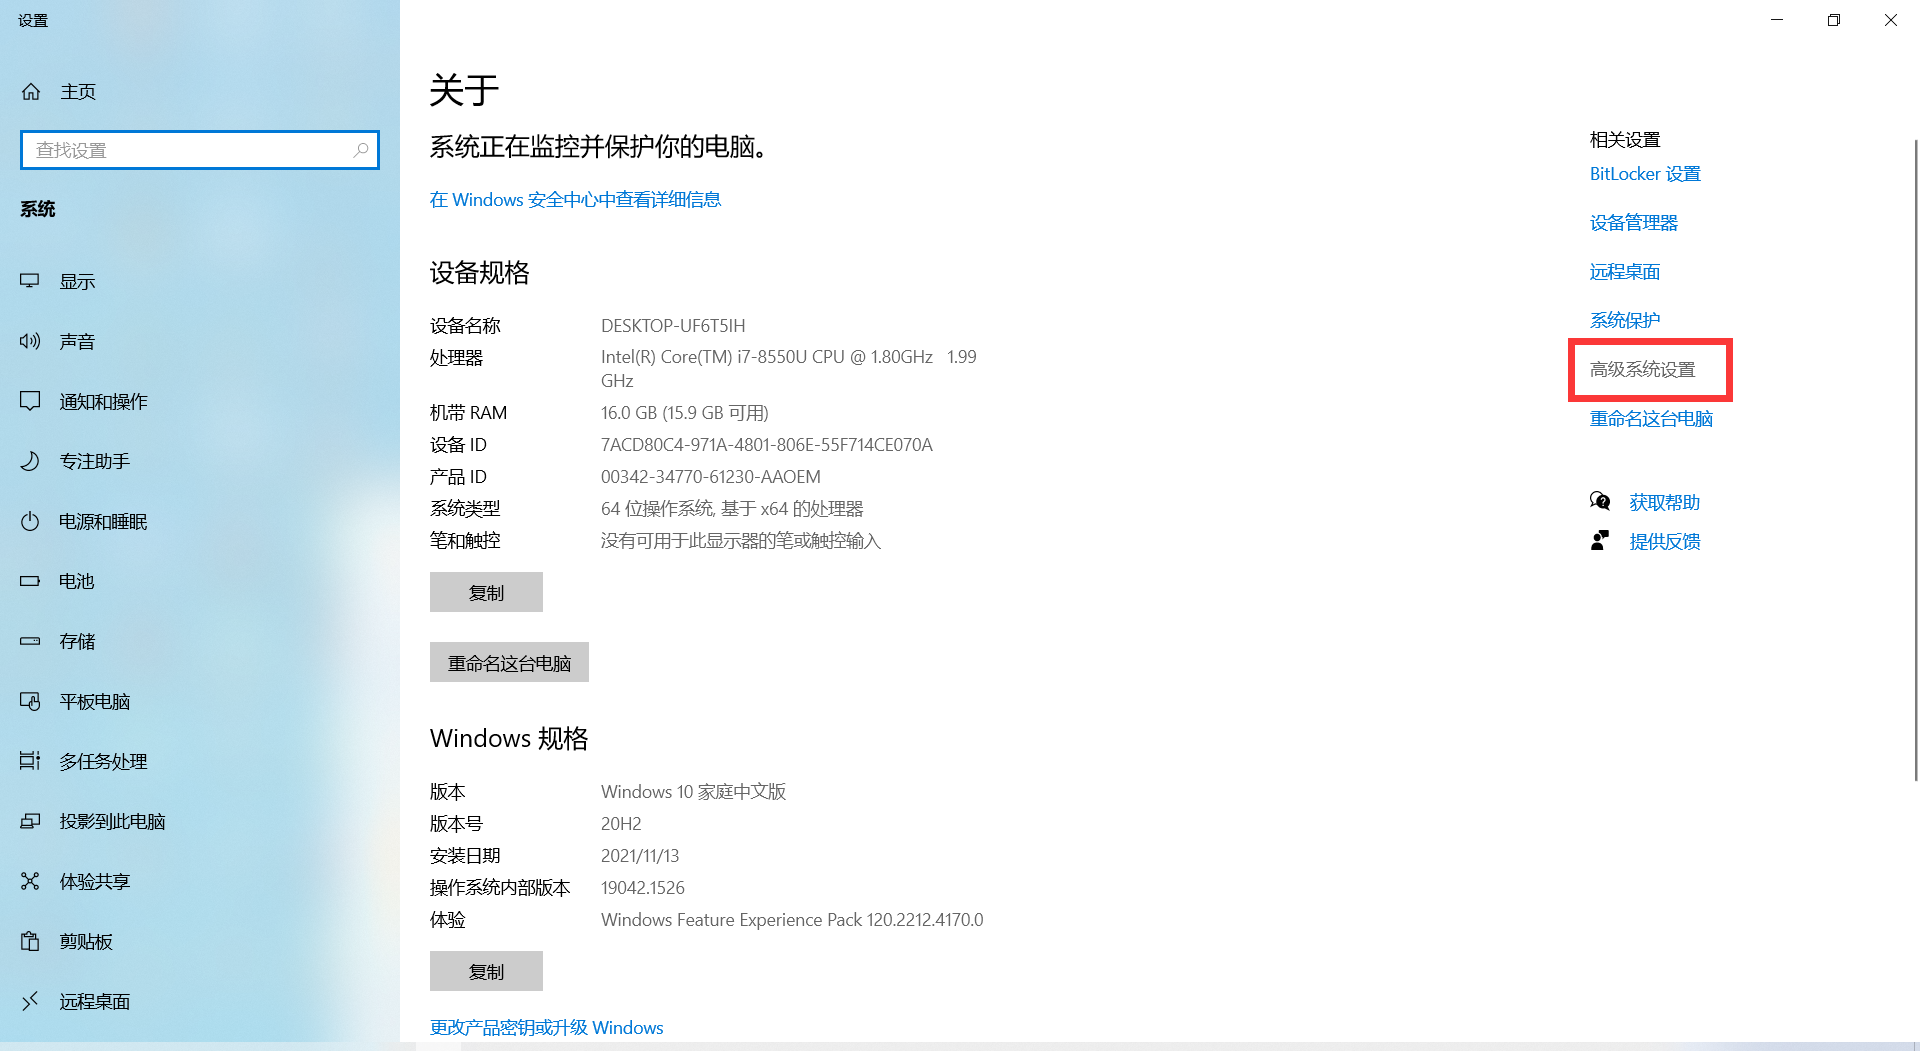 设置
主页
查找设置
系统
显示
声音
通知和操作
专注助手
电源和睡眠
电池
存储
平板电脑
多任务处理
投影到此电脑
体验共享
剪贴板
远程桌面
关于
系统正在监控并保护你的电脑。
在 Windows 安全中心中查看详细信息
设备规格
设备名称 DESKTOP-UF6T5IH
处理器 Intel(R) Core(TM) i7-8550U CPU @ 1.80GHz 1.99
GHz
机带 RAM 16.0 GB (15.9 GB 可用)
设备 ID 7ACD80C4-971A-4801-806E-55F714CE070A
产品 ID 00342-34770-61230-AAOEM
系统类型 64 位操作系统, 基于 x64 的处理器
笔和触控 没有可用于此显示器的笔或触控输入
复制
重命名这台电脑
Windows 规格
版本 Windows 10 家庭中文版
版本号 20H2
安装日期 2021/11/13
操作系统内部版本 19042.1526
体验 Windows Feature Experience Pack 120.2212.4170.0
复制
更改产品密钥或升级 Windows
相关设置
BitLocker 设置
设备管理器
远程桌面
系统保护
高级系统设置
重命名这台电脑
获取帮助
提供反馈